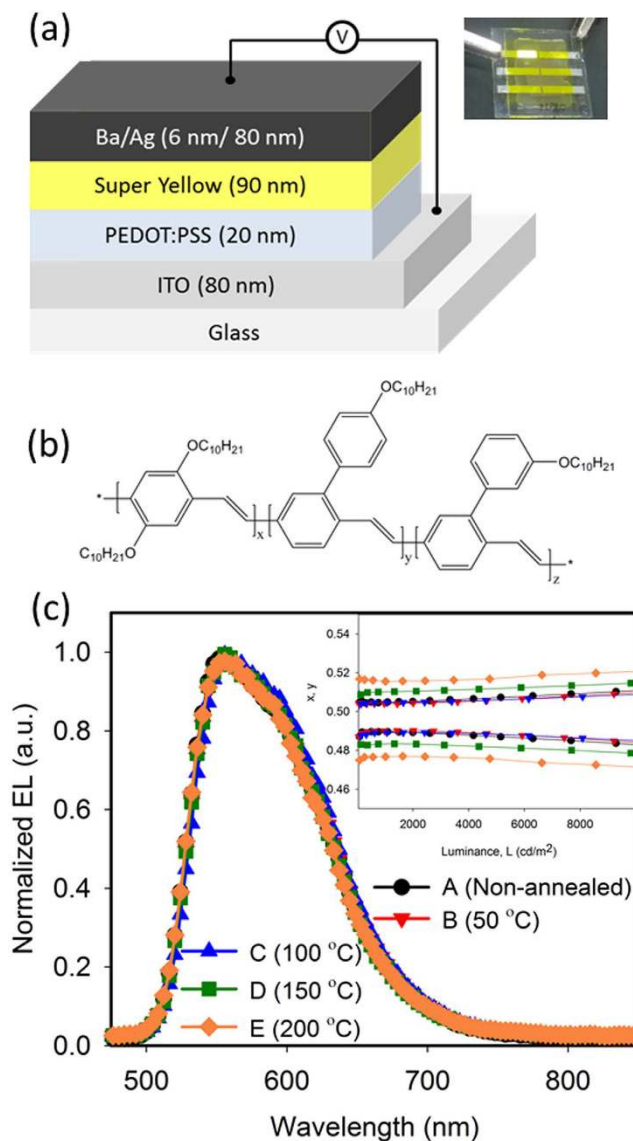 (a)
V
Ba/Ag (6 nm/ 80 nm)
Super Yellow (90 nm)
PEDOT:PSS (20 nm)
ITO (80 nm)
Glass
(b)
OC10H21
OC10H21
OC10H21
C10H21O
*
x
y
z
*
(c)
Normalized EL (a.u.)
1.0
0.8
0.6
0.4
0.2
0.0
x, y
0.54
0.52
0.50
0.48
0.46
2000 4000 6000 8000
Luminance, L (cd/m²)
A (Non-annealed)
B (50 °C)
C (100 °C)
D (150 °C)
E (200 °C)
500 600 700 800
Wavelength (nm)